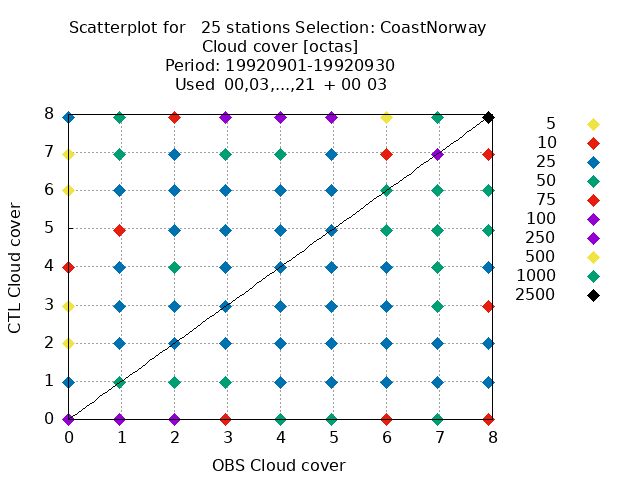 Scatterplot for   25 stations Selection: CoastNorway
Cloud cover [octas]
Period: 19920901-19920930
Used  00,03,...,21  + 00 03
8
7
6
5
4
3
2
1
0
0 1 2 3 4 5 6 7 8
CTL Cloud cover
OBS Cloud cover
5
10
25
50
75
100
250
500
1000
2500